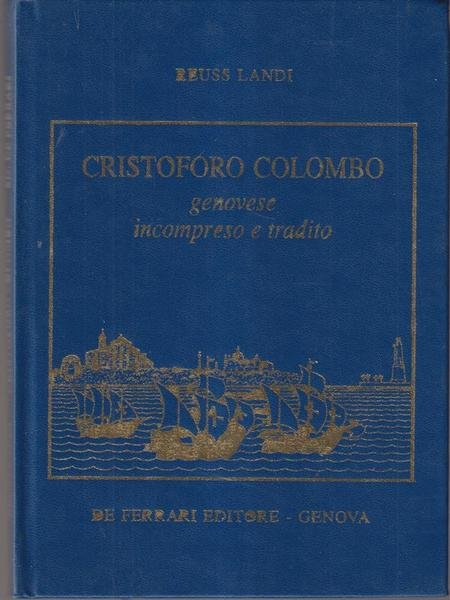 REUSS LANDI
CRISTOFORO COLOMBO
genovese
incompreso e tradito
DE FERRARI EDITORE - GENOVA